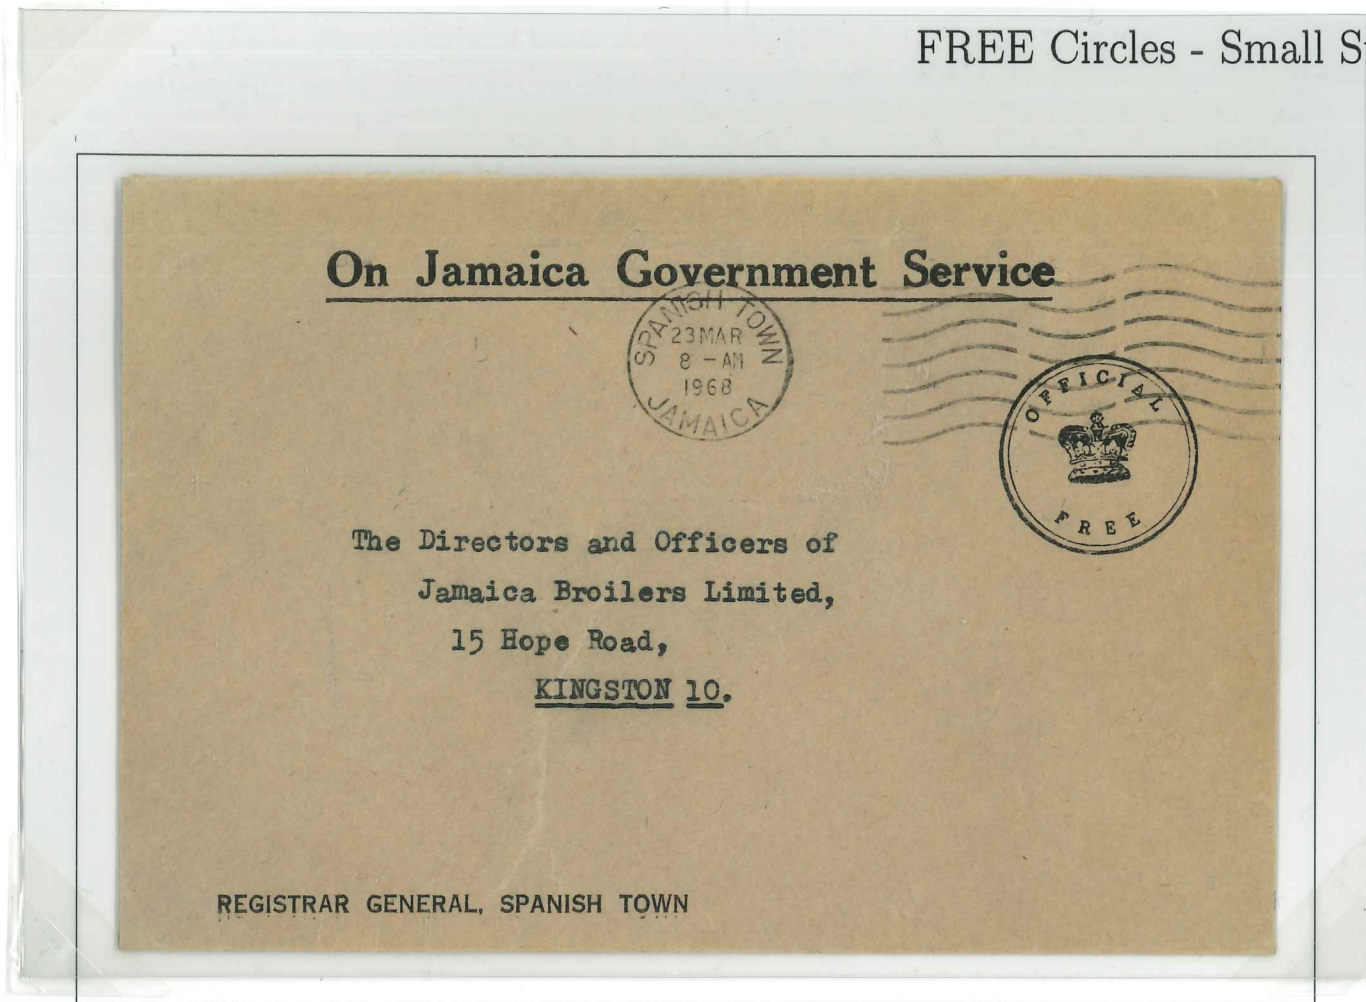 FREE Circles - Small
On Jamaica Government Service
SPANISH TOWN
23 MAR
8 - AM
1968
JAMAICA
OFFICIAL
FREE
The Directors and Officers of
Jamaica Broilers Limited,
15 Hope Road,
KINGSTON 10.
REGISTRAR GENERAL, SPANISH TOWN